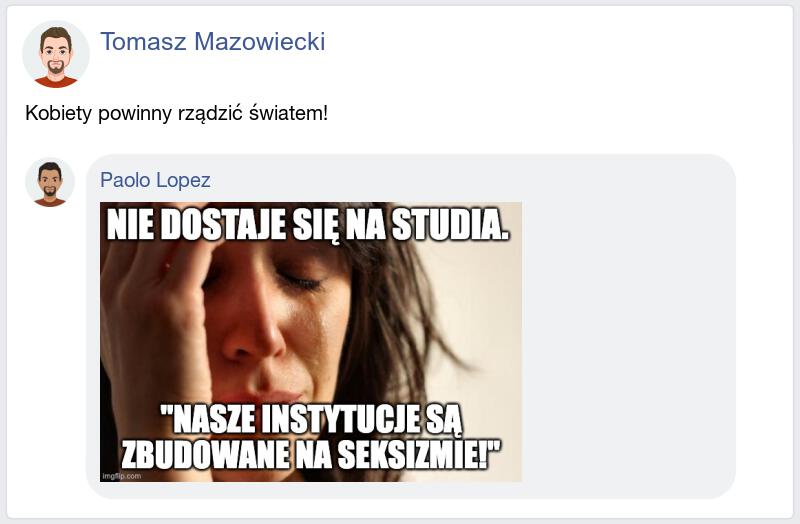 Tomasz Mazowiecki
Kobiety powinny rządzić światem!
Paolo Lopez
NIE DOSTAJE SIĘ NA STUDIA.
"NASZE INSTYTUCJE SĄ
ZBUDOWANE NA SEKSIZMIE!"
imgflip.com